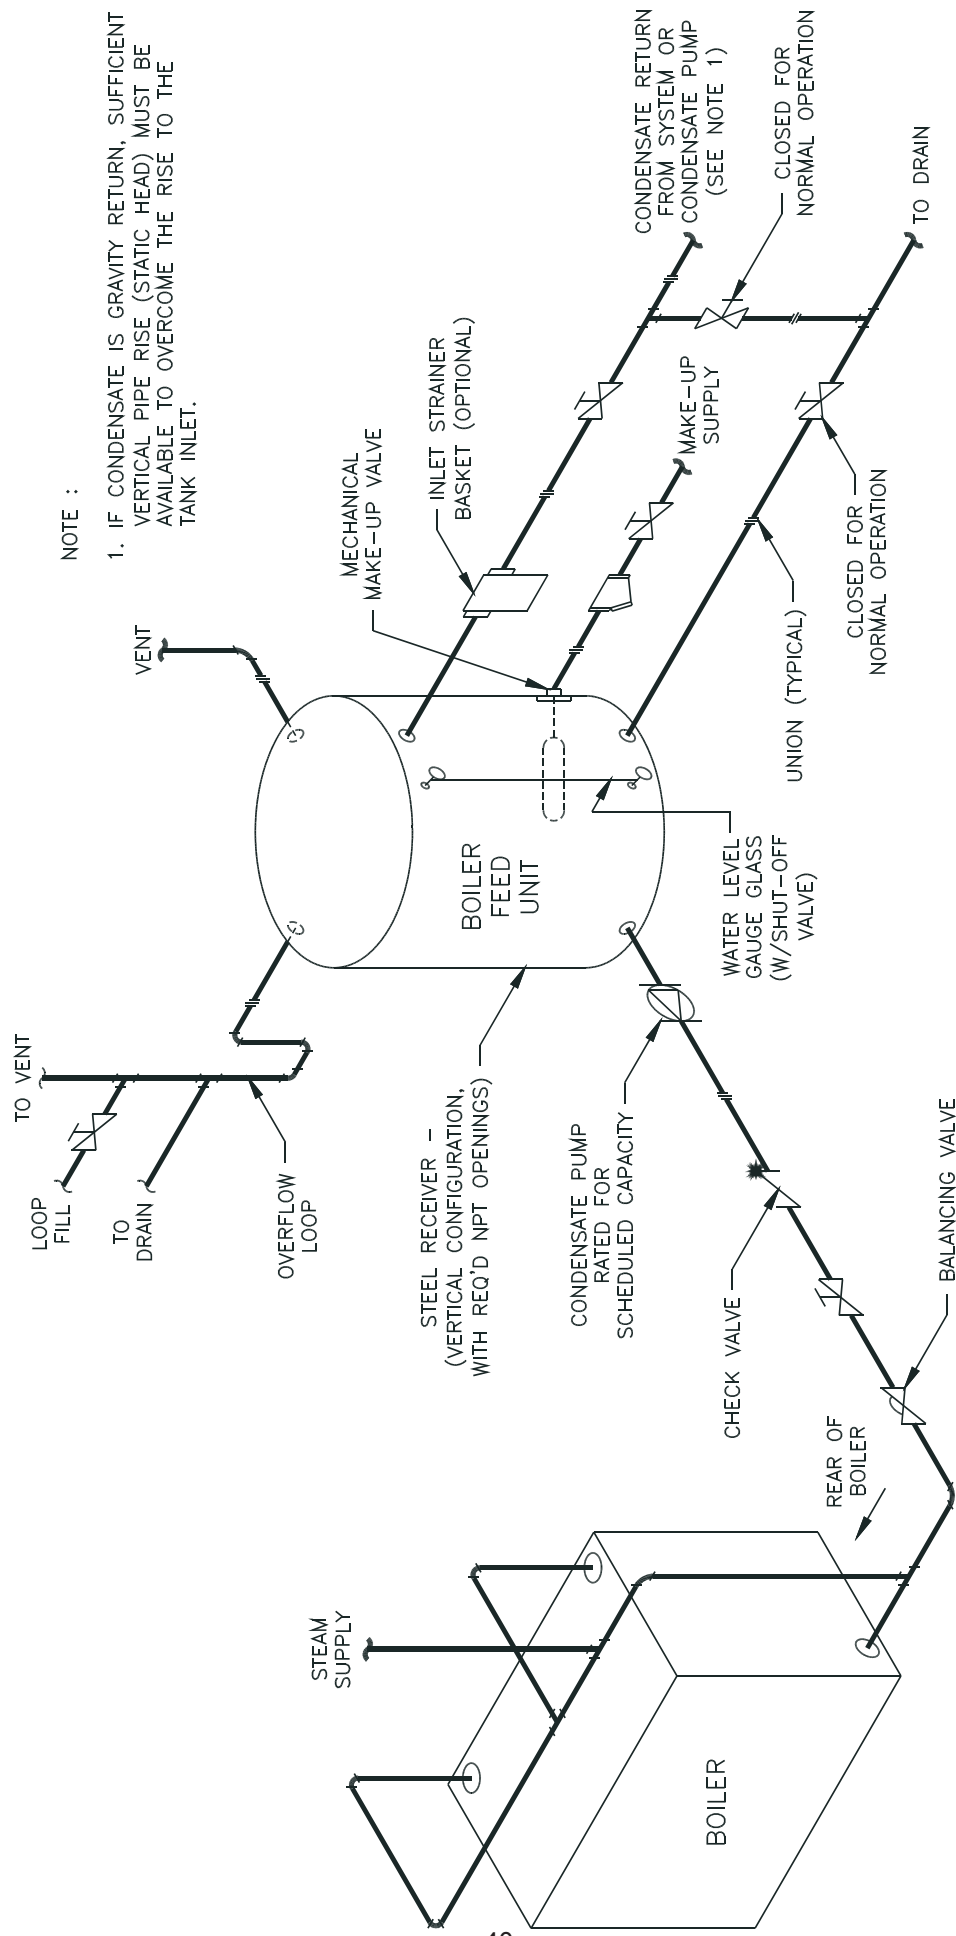 NOTE :
1. IF CONDENSATE IS GRAVITY RETURN, SUFFICIENT
VERTICAL PIPE RISE (STATIC HEAD) MUST BE
AVAILABLE TO OVERCOME THE RISE TO THE
TANK INLET.
TO VENT
LOOP
FILL
TO
DRAIN
OVERFLOW
LOOP
VENT
MECHANICAL
MAKE-UP VALVE
INLET STRAINER
BASKET (OPTIONAL)
CONDENSATE RETURN
FROM SYSTEM OR
CONDENSATE PUMP
(SEE NOTE 1)
CLOSED FOR
NORMAL OPERATION
MAKE-UP
SUPPLY
TO DRAIN
CLOSED FOR
NORMAL OPERATION
UNION (TYPICAL)
BOILER
FEED
UNIT
WATER LEVEL
GAUGE GLASS
(W/SHUT-OFF
VALVE)
STEEL RECEIVER -
(VERTICAL CONFIGURATION,
WITH REQ'D NPT OPENINGS)
CONDENSATE PUMP
RATED FOR
SCHEDULED CAPACITY
CHECK VALVE
BALANCING VALVE
REAR OF
BOILER
STEAM
SUPPLY
BOILER